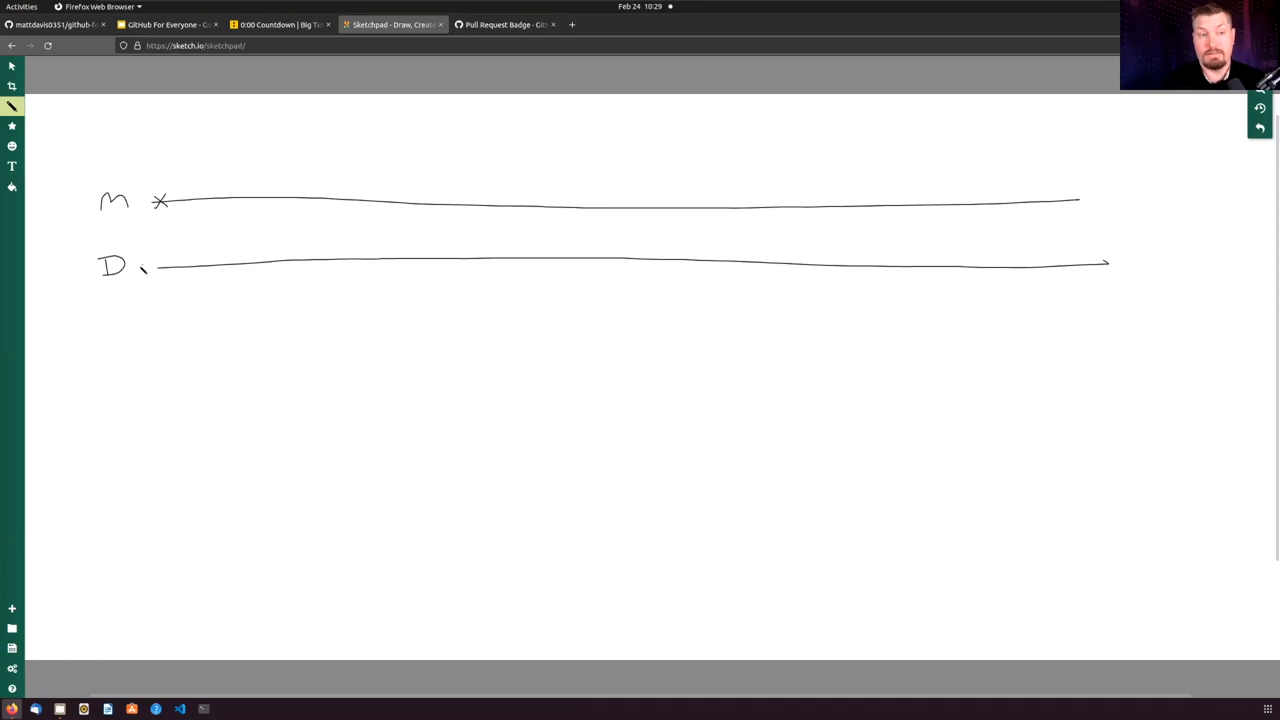 Activities
Firefox Web Browser
Feb 24 10:29
mattdavis0351/github-f
GitHub For Everyone - Go
0:00 Countdown | Big Ti
Sketchpad - Draw, Create
Pull Request Badge - Git
https://sketch.io/sketchpad/
M
D